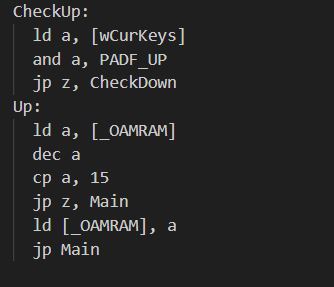 CheckUp:
ld a, [wCurKeys]
and a, PADF_UP
jp z, CheckDown
Up:
ld a, [_OAMRAM]
dec a
cp a, 15
jp z, Main
ld [_OAMRAM], a
jp Main